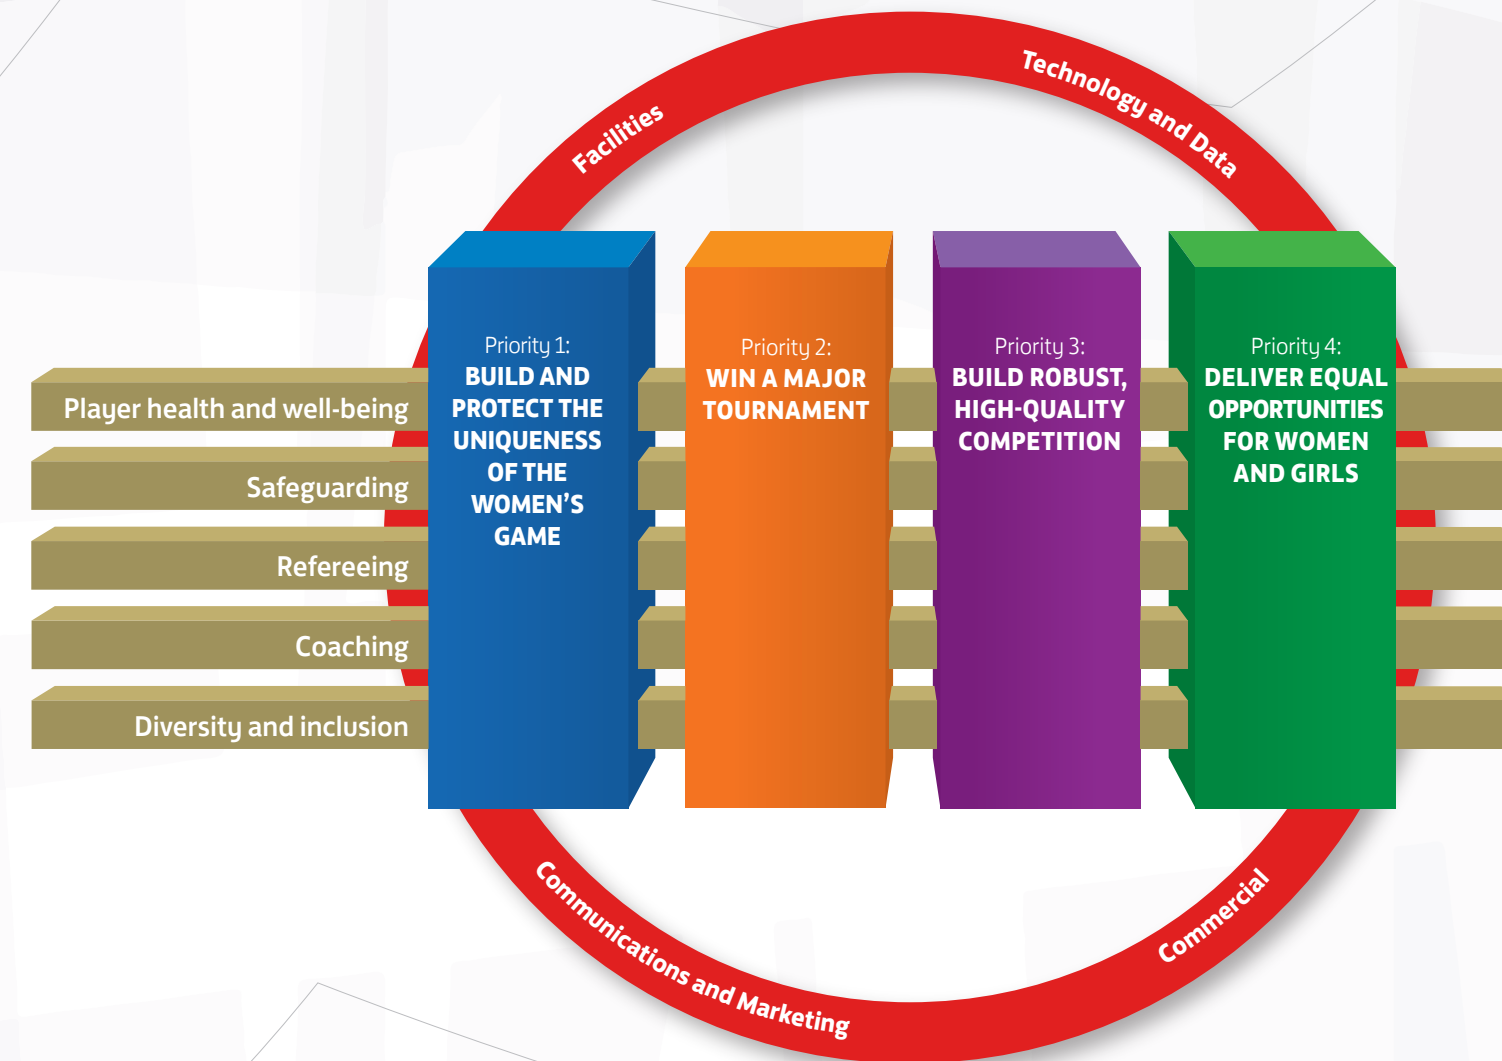 Facilities
Technology and Data
Priority 1:
BUILD AND
PROTECT THE
UNIQUENESS
OF THE
WOMEN’S
GAME
Priority 2:
WIN A MAJOR
TOURNAMENT
Priority 3:
BUILD ROBUST,
HIGH-QUALITY
COMPETITION
Priority 4:
DELIVER EQUAL
OPPORTUNITIES
FOR WOMEN
AND GIRLS
Player health and well-being
Safeguarding
Refereeing
Coaching
Diversity and inclusion
Communications and Marketing
Commercial